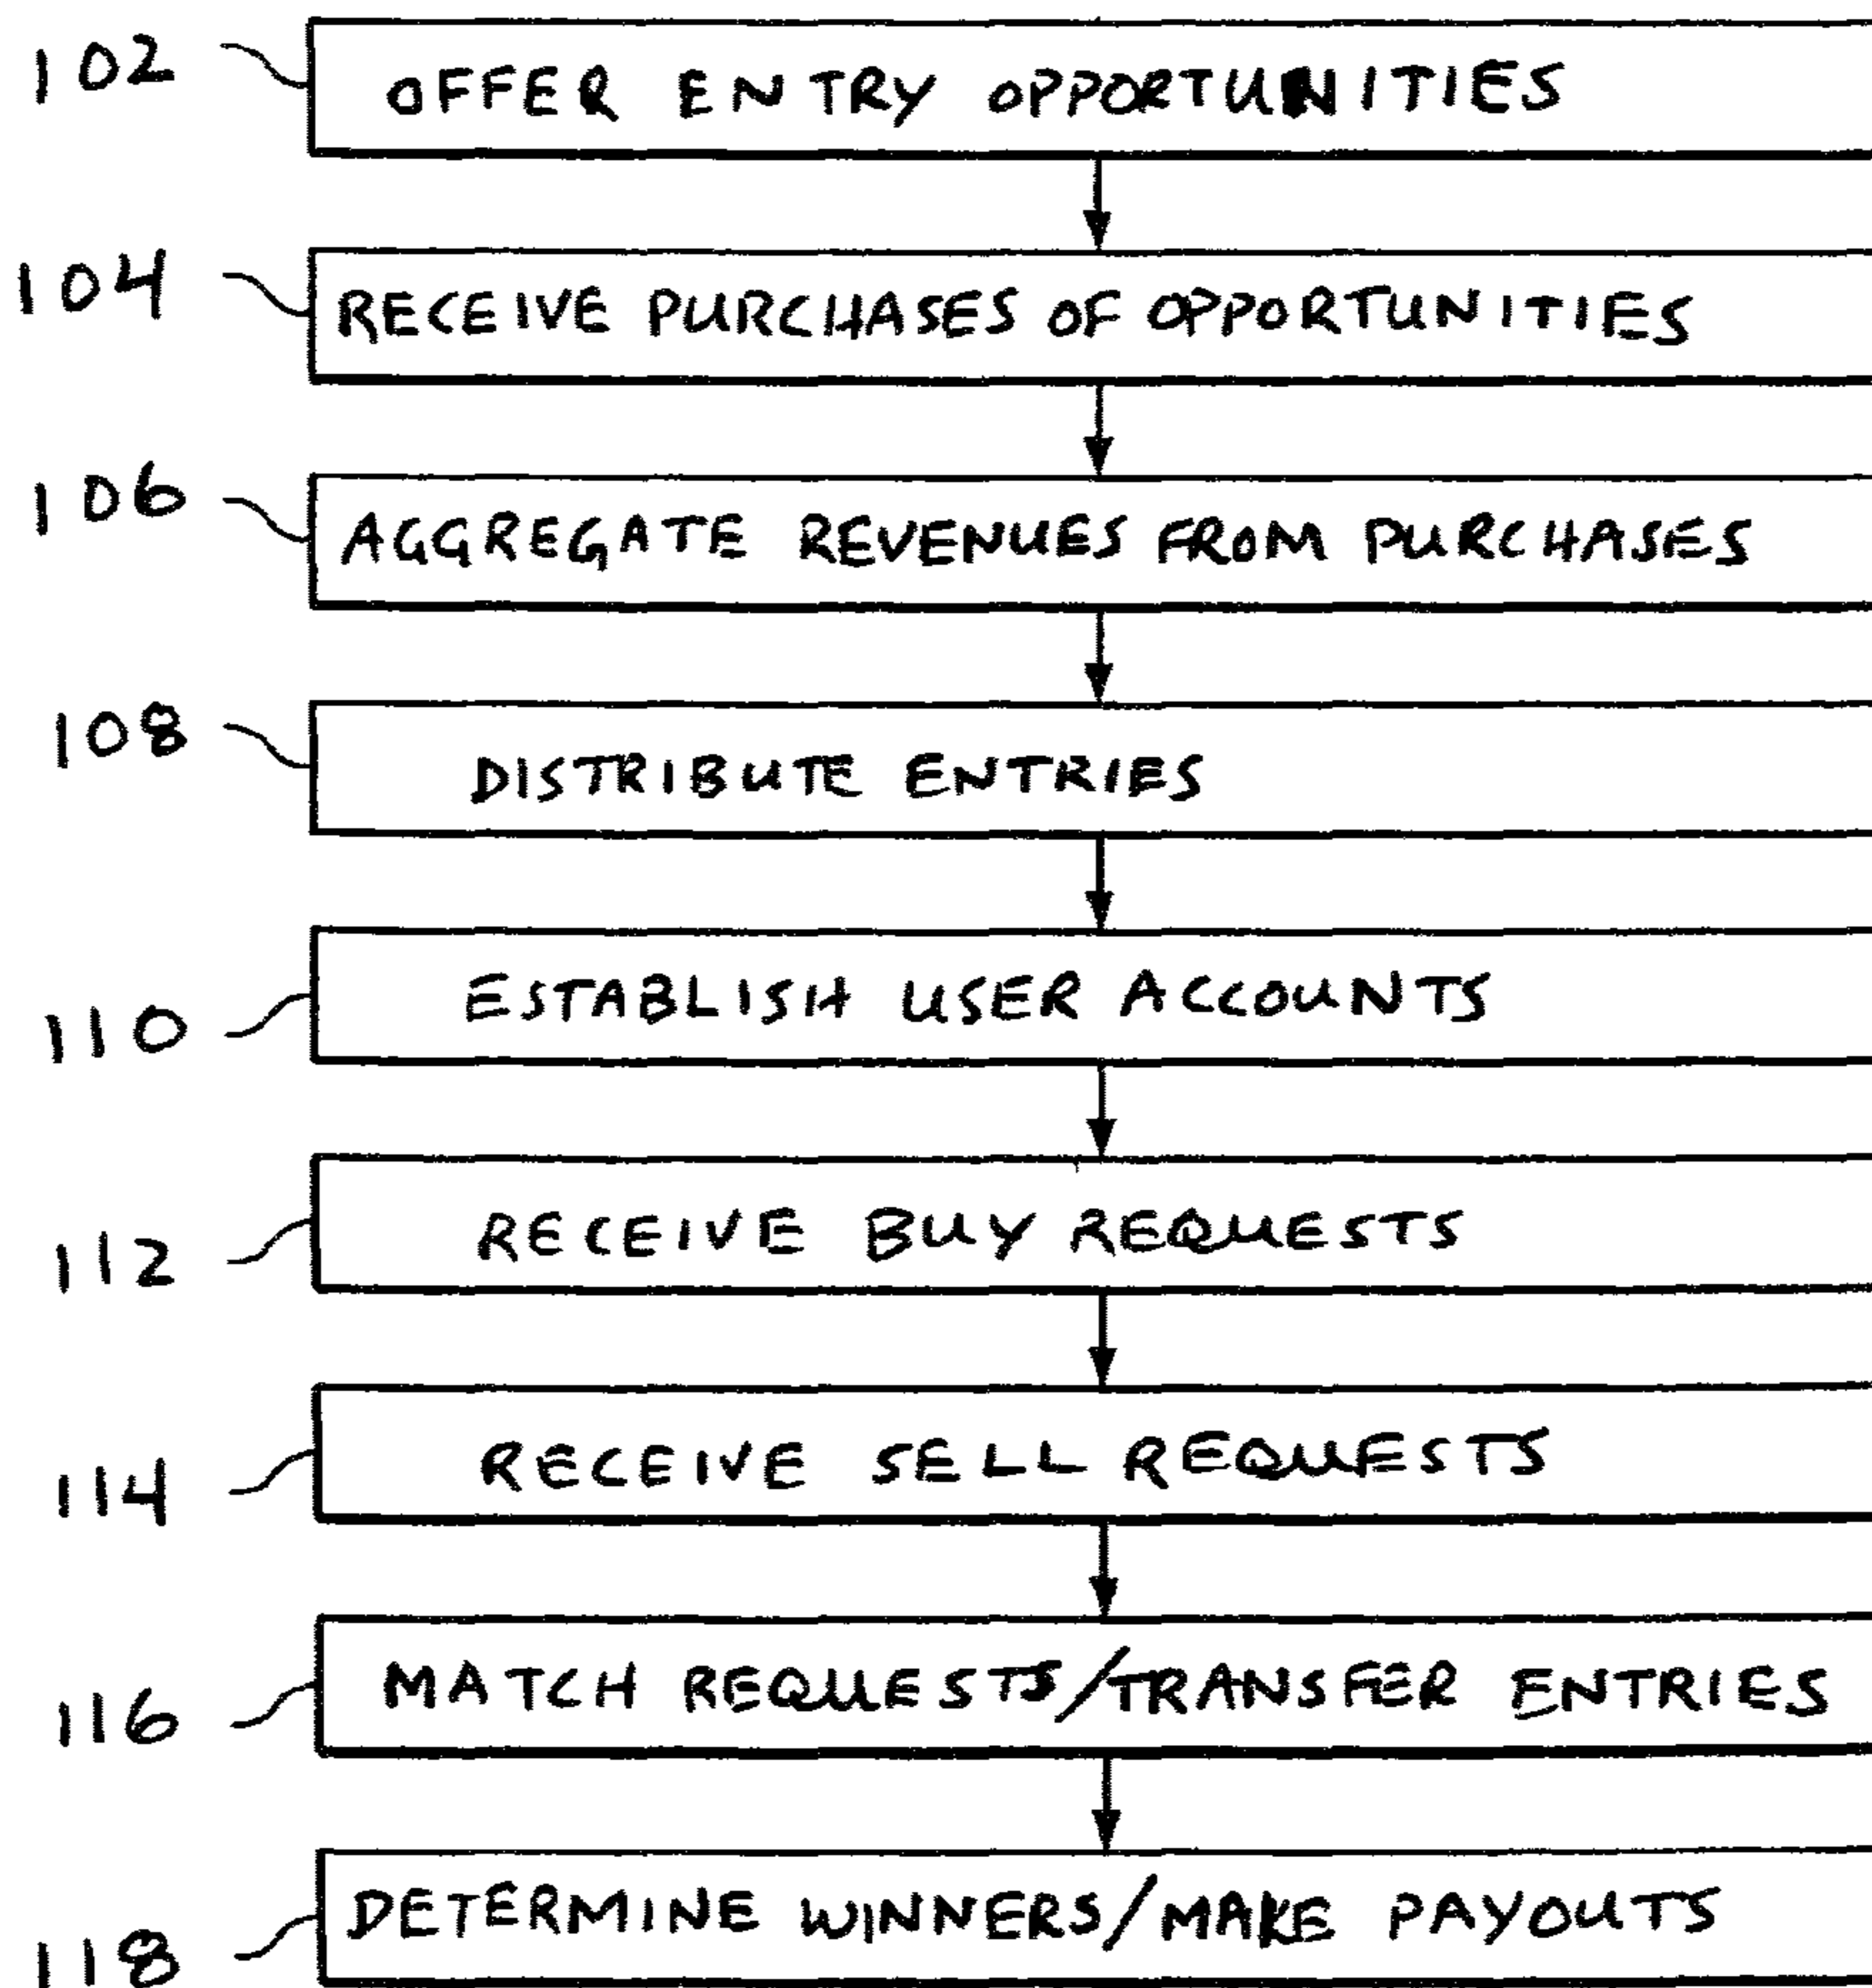 102 OFFER ENTRY OPPORTUNITIES
104 RECEIVE PURCHASES OF OPPORTUNITIES
106 AGGREGATE REVENUES FROM PURCHASES
108 DISTRIBUTE ENTRIES
110 ESTABLISH USER ACCOUNTS
112 RECEIVE BUY REQUESTS
114 RECEIVE SELL REQUESTS
116 MATCH REQUESTS/TRANSFER ENTRIES
118 DETERMINE WINNERS/MAKE PAYOUTS